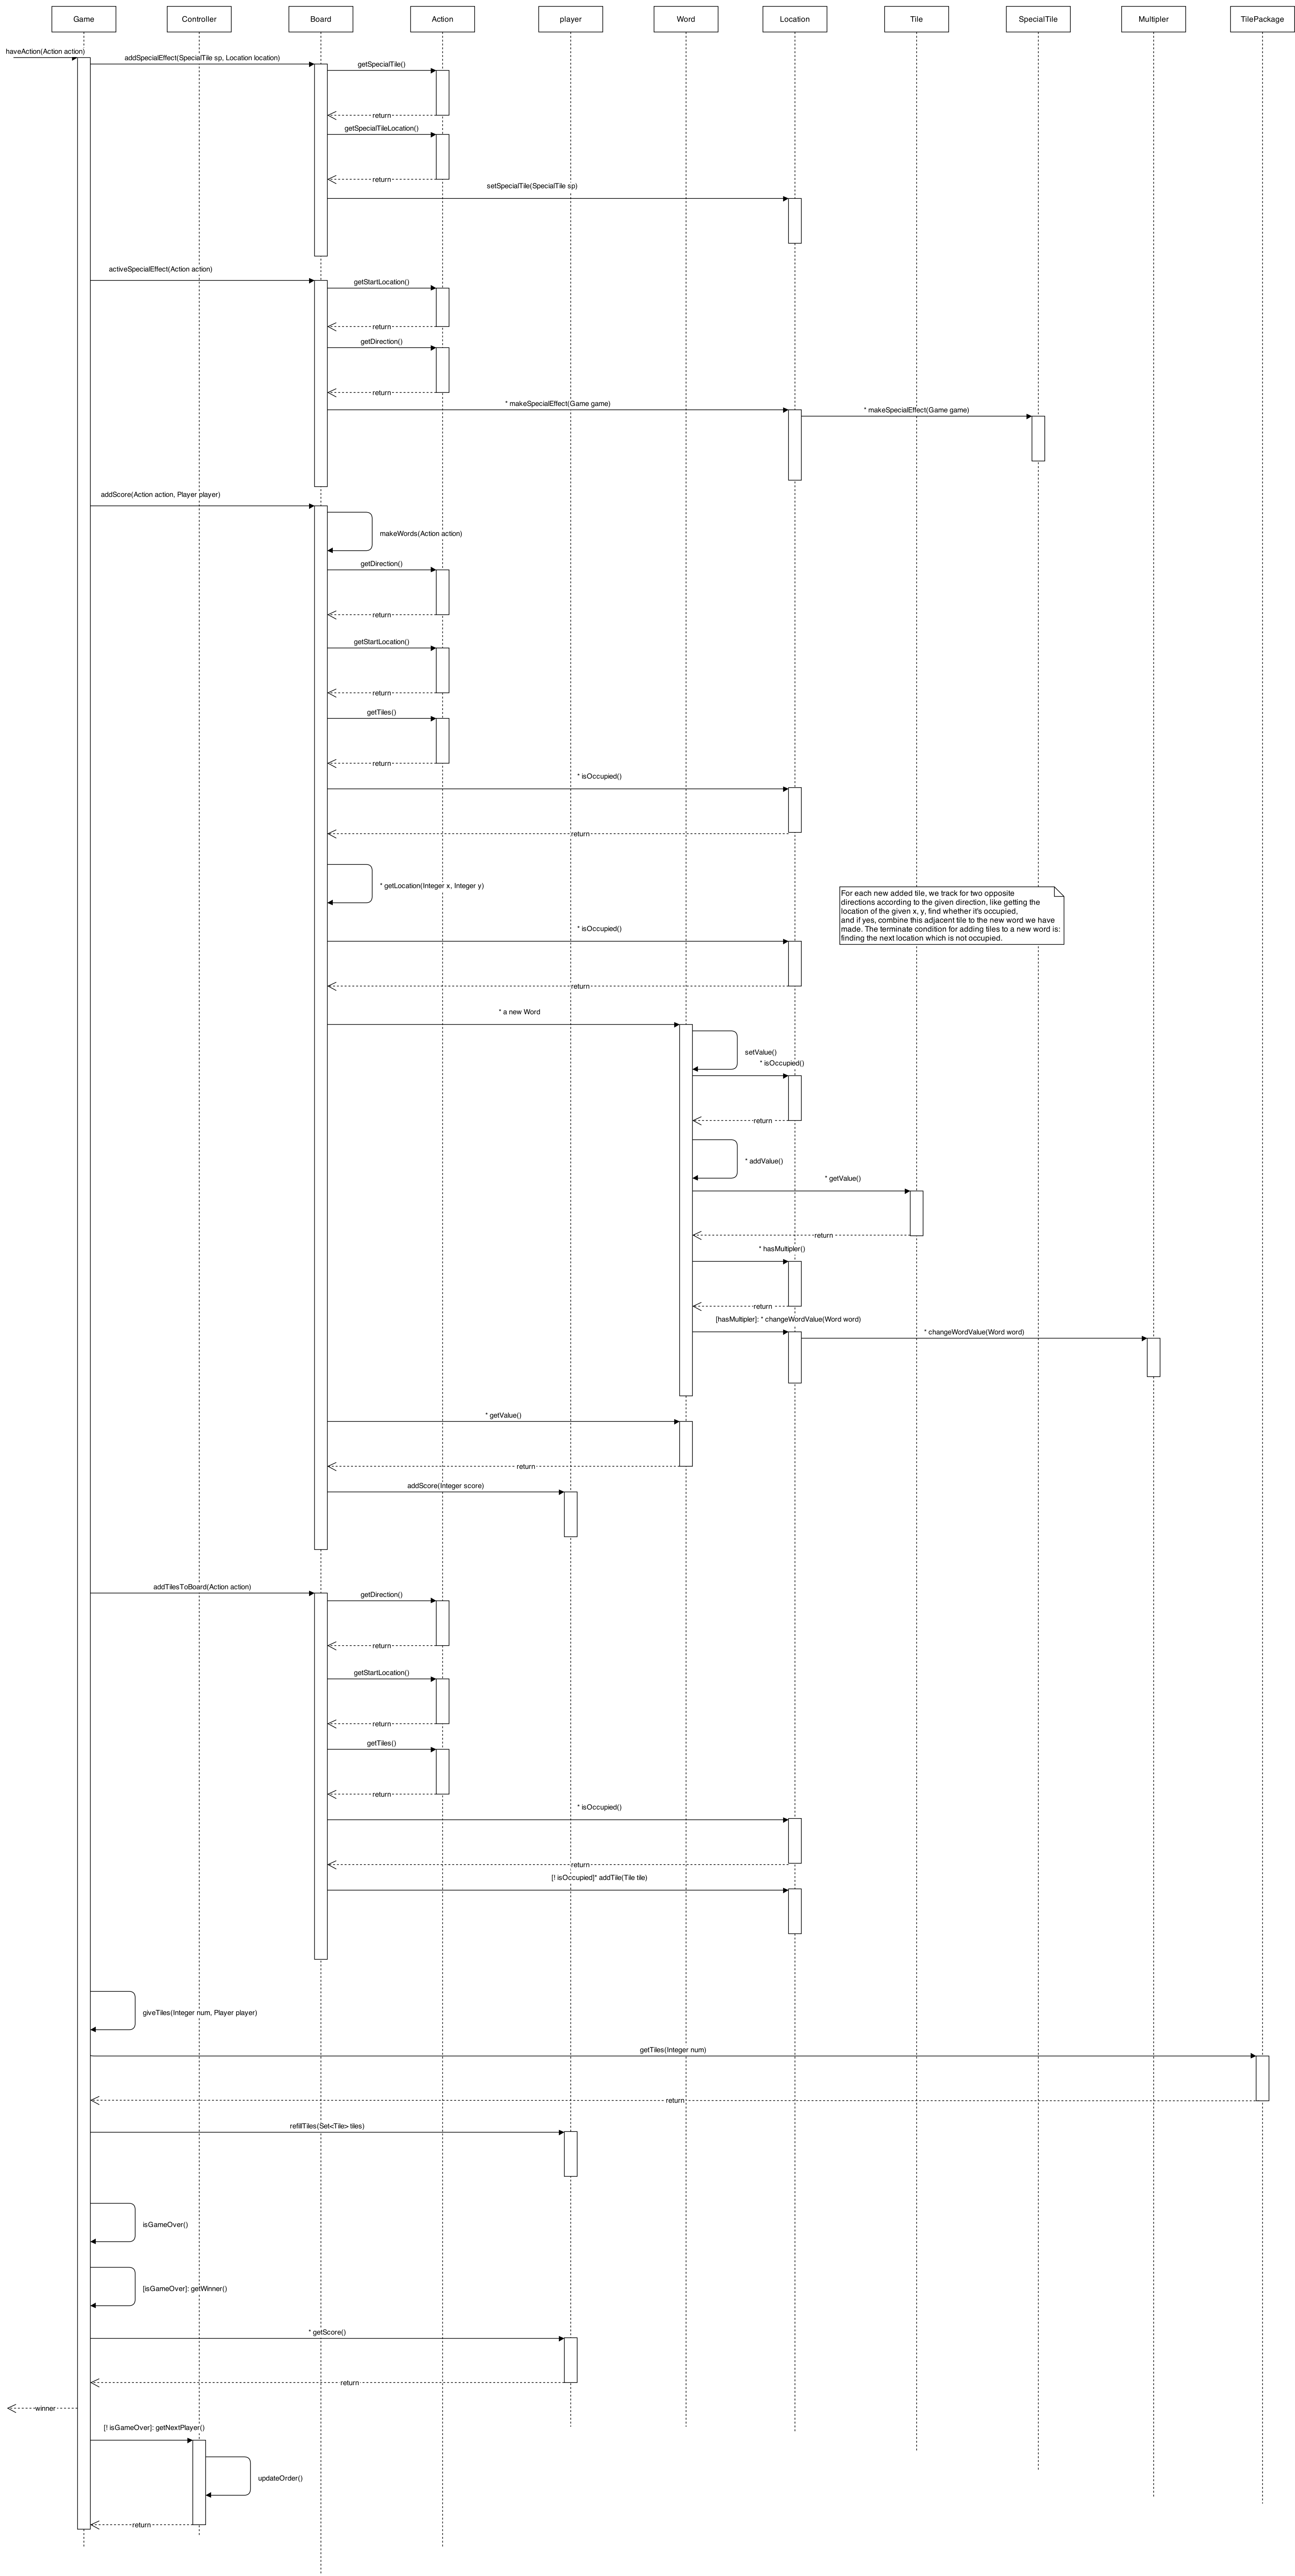 Game
Controller
Board
Action
player
Word
Location
Tile
SpecialTile
Multipler
TilePackage
haveAction(Action action)
addSpecialEffect(SpecialTile sp, Location location)
getSpecialTile()
return
getSpecialTileLocation()
return
setSpecialTile(SpecialTile sp)
activeSpecialEffect(Action action)
getStartLocation()
return
getDirection()
return
* makeSpecialEffect(Game game)
* makeSpecialEffect(Game game)
addScore(Action action, Player player)
makeWords(Action action)
getDirection()
return
getStartLocation()
return
getTiles()
return
* isOccupied()
return
* getLocation(Integer x, Integer y)
For each new added tile, we track for two opposite
directions according to the given direction, like getting the
location of the given x, y, find whether it's occupied,
and if yes, combine this adjacent tile to the new word we have
made. The terminate condition for adding tiles to a new word is:
finding the next location which is not occupied.
* isOccupied()
return
* a new Word
setValue()
* isOccupied()
return
* addValue()
* getValue()
return
* hasMultipler()
return
[hasMultipler]: * changeWordValue(Word word)
* changeWordValue(Word word)
* getValue()
return
addScore(Integer score)
addTilesToBoard(Action action)
getDirection()
return
getStartLocation()
return
getTiles()
return
* isOccupied()
return
[! isOccupied]* addTile(Tile tile)
giveTiles(Integer num, Player player)
getTiles(Integer num)
return
refillTiles(Set<Tile> tiles)
isGameOver()
[isGameOver]: getWinner()
* getScore()
return
winner
[! isGameOver]: getNextPlayer()
updateOrder()
return